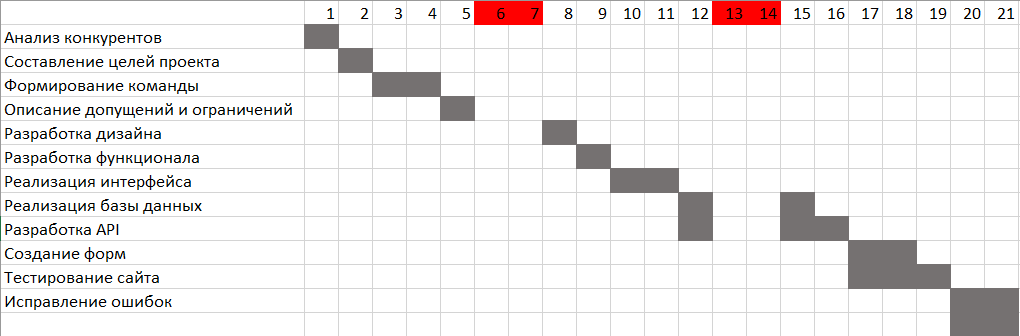 1 2 3 4 5 6 7 8 9 10 11 12 13 14 15 16 17 18 19 20 21
Анализ конкурентов
Составление целей проекта
Формирование команды
Описание допущений и ограничений
Разработка дизайна
Разработка функционала
Реализация интерфейса
Реализация базы данных
Разработка API
Создание форм
Тестирование сайта
Исправление ошибок